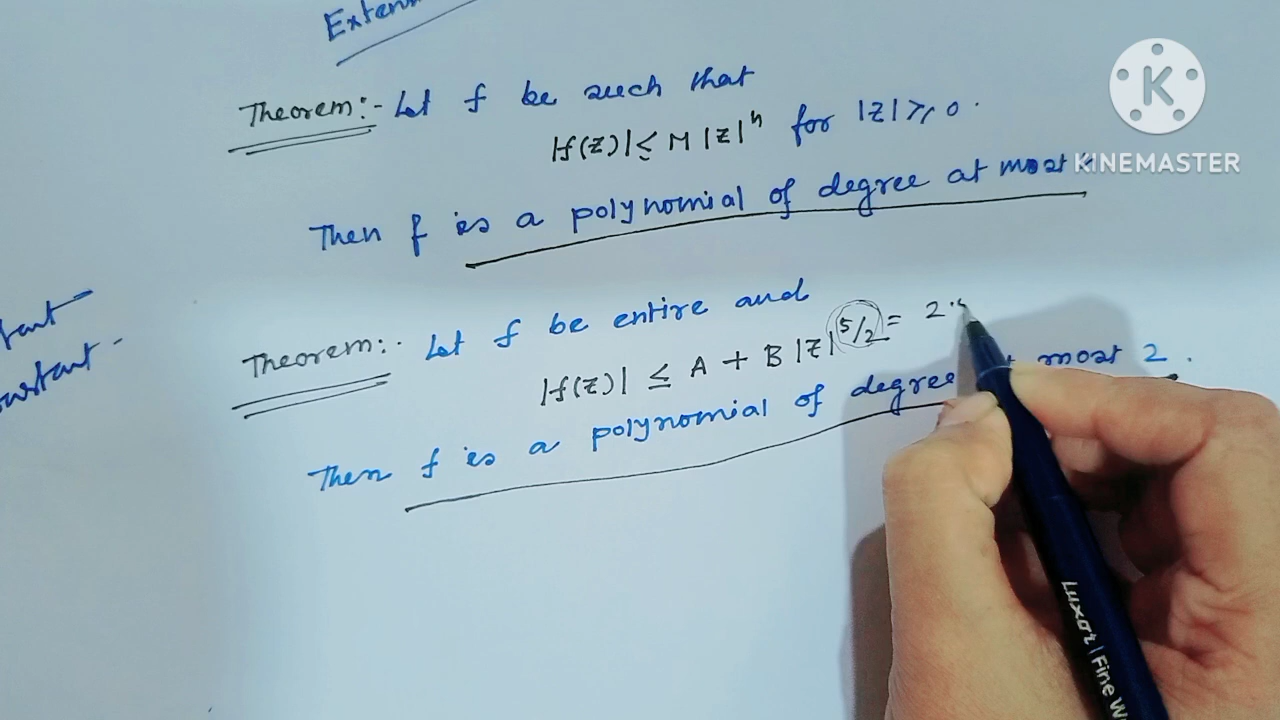 Theorem:- Let f be such that
|f(z)| ≤ M |z|ⁿ for |z| ≥ 0.
KINEMASTER
Then f is a polynomial of degree at most
Theorem:. Let f be entire and
|f(z)| ≤ A + B |z|^5/2 = 2.5
Then f is a polynomial of degree most 2.
Luxor | Fine